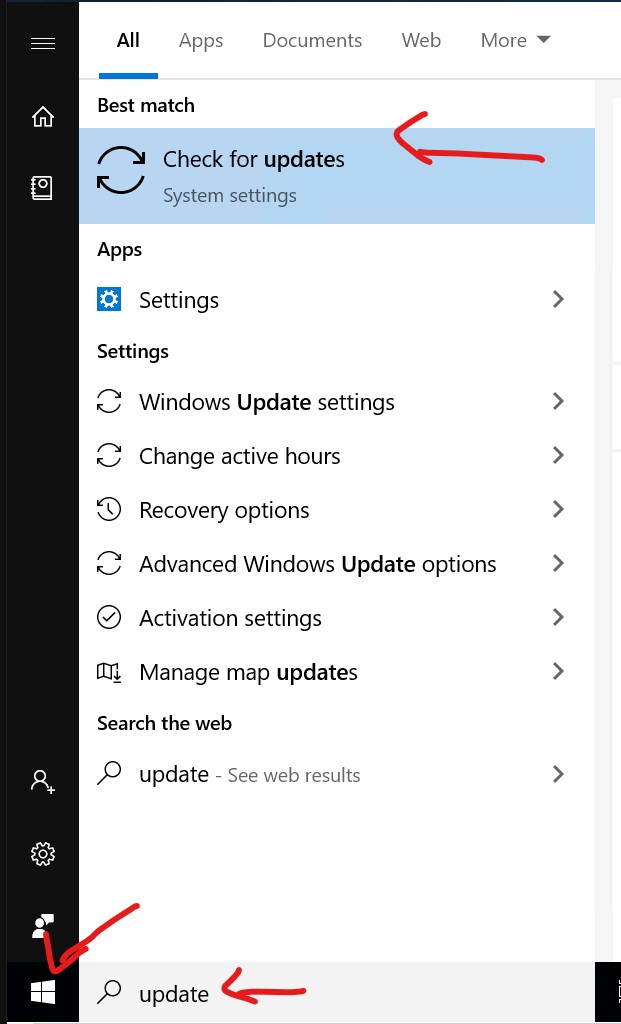 All Apps Documents Web More
Best match
Check for updates
System settings
Apps
Settings
Settings
Windows Update settings
Change active hours
Recovery options
Advanced Windows Update options
Activation settings
Manage map updates
Search the web
update - See web results
update